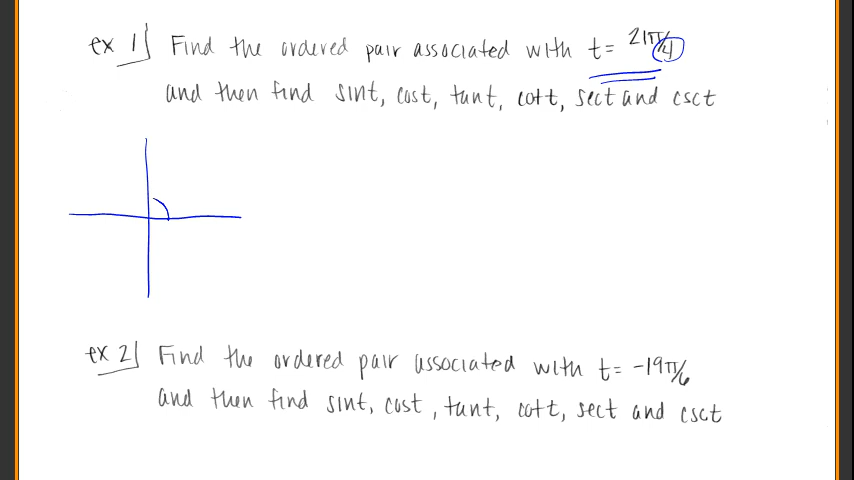 ex 1) Find the ordered pair associated with t= 21π/4
and then find sint, cost, tant, cott, sect and csct
ex 2) Find the ordered pair associated with t= -19π/6
and then find sint, cost, tant, cott, sect and csct